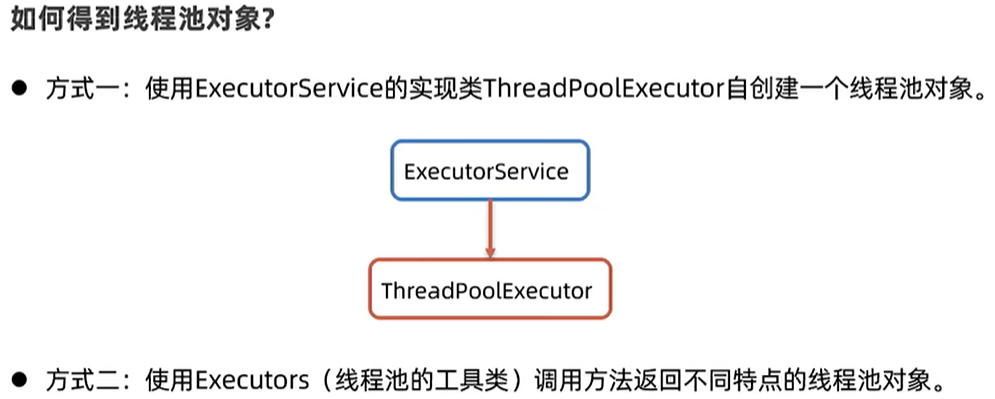 如何得到线程池对象?
● 方式一：使用ExecutorService的实现类ThreadPoolExecutor自创建一个线程池对象。
ExecutorService
ThreadPoolExecutor
● 方式二：使用Executors（线程池的工具类）调用方法返回不同特点的线程池对象。